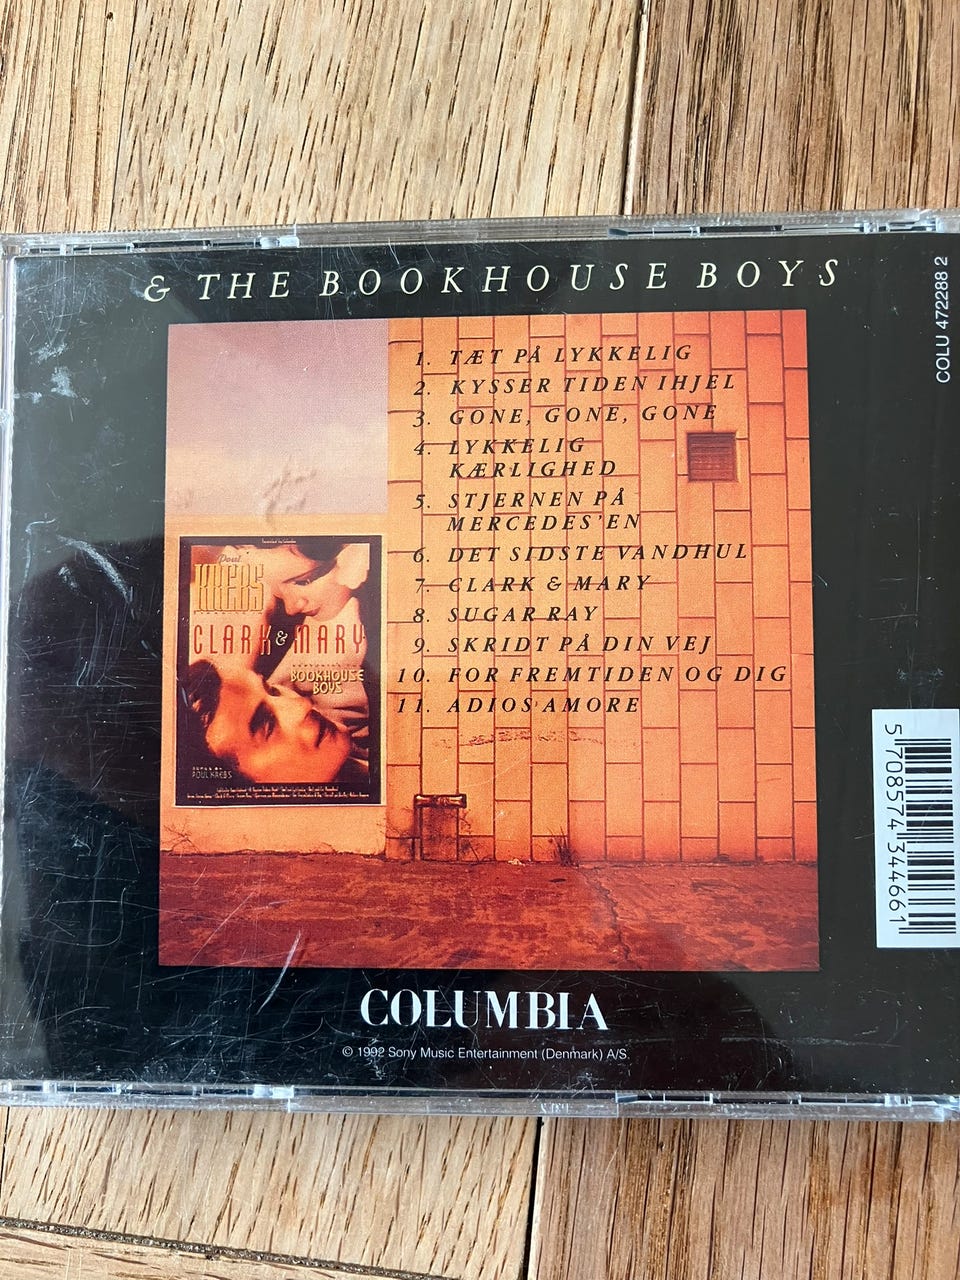 & THE BOOKHOUSE BOYS
COLU 472288 2
1. TÆT PÅ LYKKELIG
2. KYSSER TIDEN IHJEL
3. GONE, GONE, GONE
4. LYKKELIG
KÆRLIGHED
5. STJERNEN PÅ
MERCEDES'EN
6. DET SIDSTE VANDHUL
7. CLARK & MARY
8. SUGAR RAY
9. SKRIDT PÅ DIN VEJ
10. FOR FREMTIDEN OG DIG
11. ADIOS AMORE
Poul
KREBS
CLARK & MARY
BOOKHOUSE
BOYS
SONGS BY
POUL KREBS
5 708574 344661
COLUMBIA
© 1992 Sony Music Entertainment (Denmark) A/S.